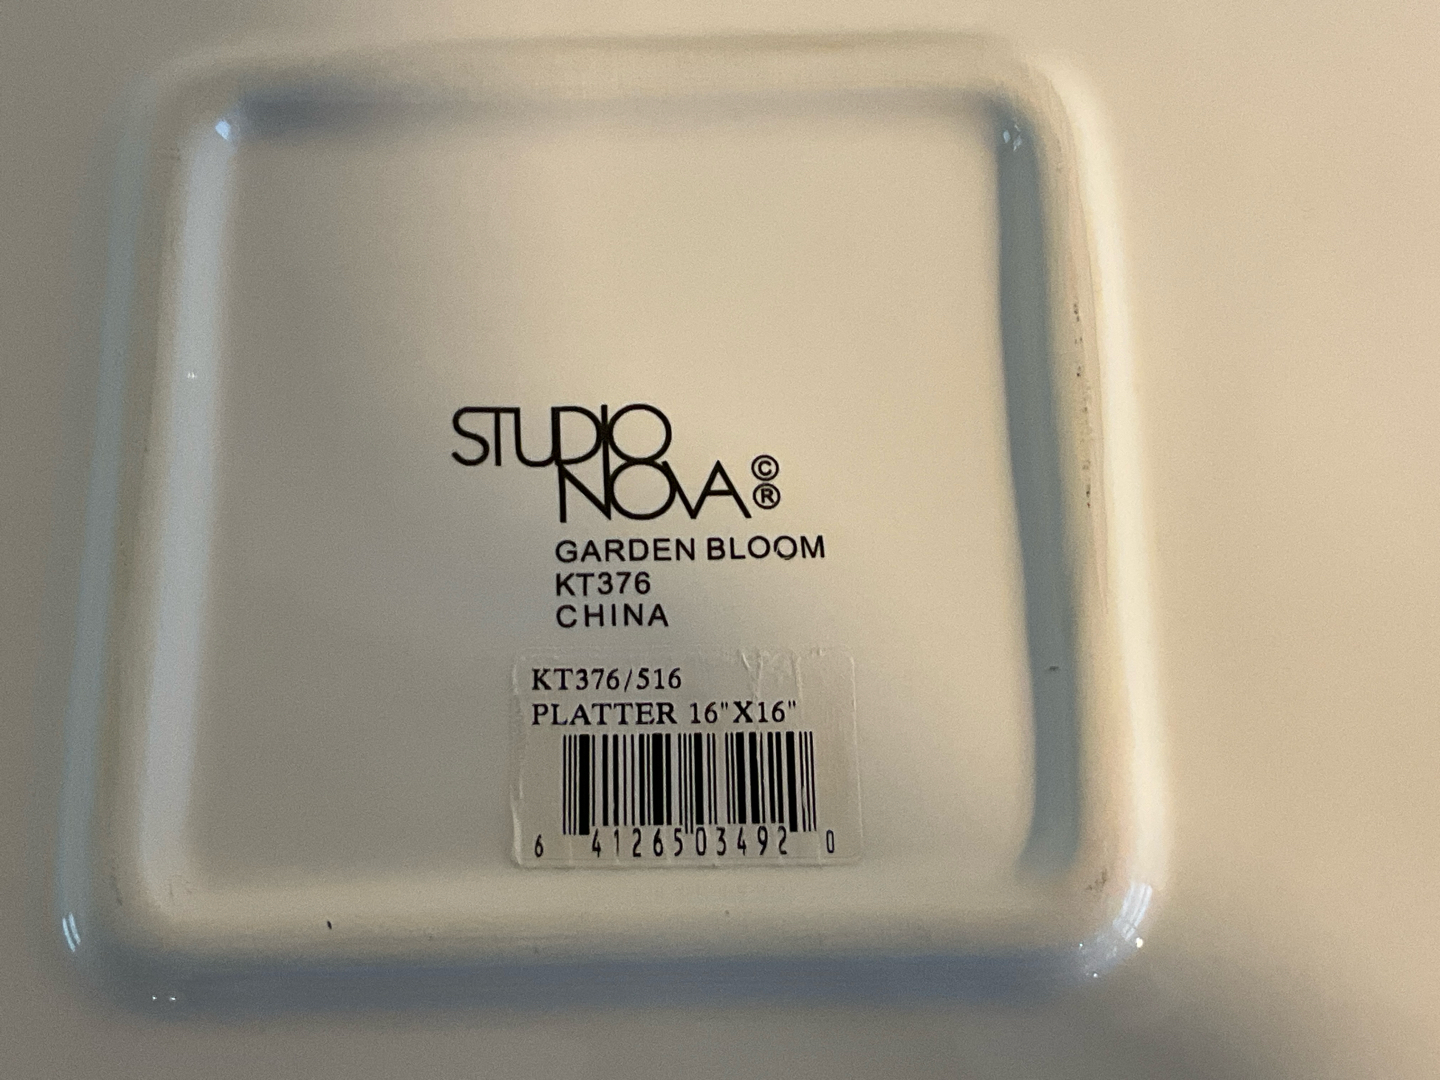 STUDIO
NOVA ©
®
GARDEN BLOOM
KT376
CHINA
KT376/516
PLATTER 16"X16"
6 41265 03492 0